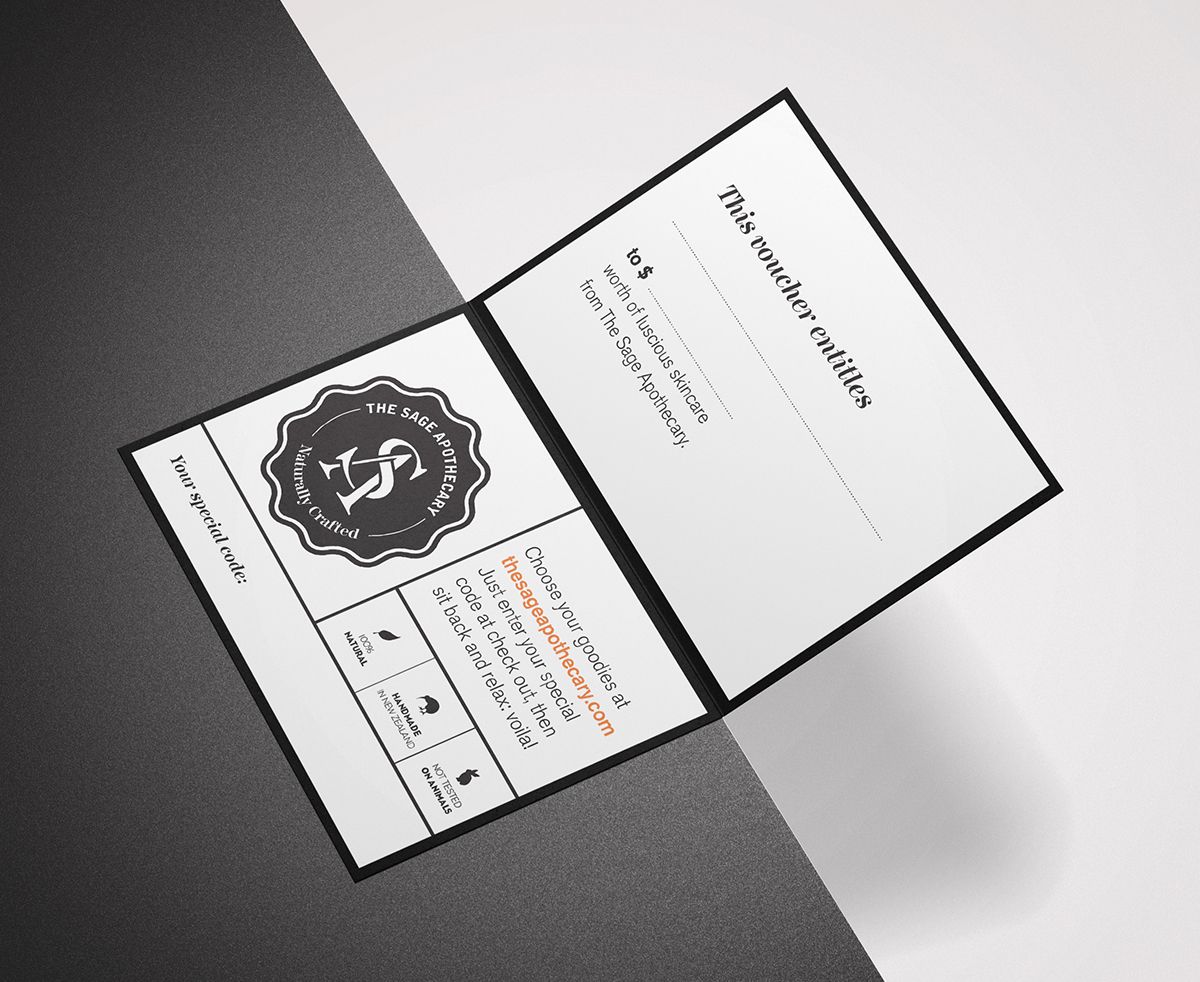 This voucher entitles
to $
worth of luscious skincare
from The Sage Apothecary.
THE SAGE APOTHECARY
SA
Naturally Crafted
Choose your goodies at
thesageapothecary.com
Just enter your special
code at check out, then
sit back and relax: voila!
100%
NATURAL
HANDMADE
IN NEW ZEALAND
NOT TESTED
ON ANIMALS
Your special code: